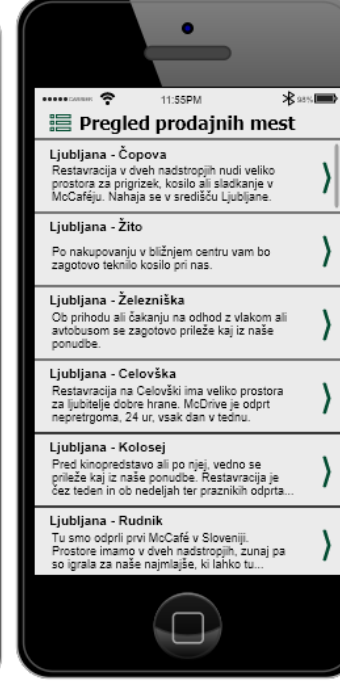 CARRIER 11:55PM 98%
Pregled prodajnih mest
Ljubljana - Čopova
Restavracija v dveh nadstropjih nudi veliko
prostora za prigrizek, kosilo ali sladkanje v
McCaféju. Nahaja se v središču Ljubljane.
Ljubljana - Žito
Po nakupovanju v bližnjem centru vam bo
zagotovo teknilo kosilo pri nas.
Ljubljana - Železniška
Ob prihodu ali čakanju na odhod z vlakom ali
avtobusom se zagotovo prileže kaj iz naše
ponudbe.
Ljubljana - Celovška
Restavracija na Celovški ima veliko prostora
za ljubitelje dobre hrane. McDrive je odprt
nepretrgoma, 24 ur, vsak dan v tednu.
Ljubljana - Kolosej
Pred kinopredstavo ali po njej, vedno se
prileže kaj iz naše ponudbe. Restavracija je
čez teden in ob nedeljah ter praznikih odprta...
Ljubljana - Rudnik
Tu smo odprli prvi McCafé v Sloveniji.
Prostore imamo v dveh nadstropjih, zunaj pa
so igrala za naše najmlajše, ki lahko tu...